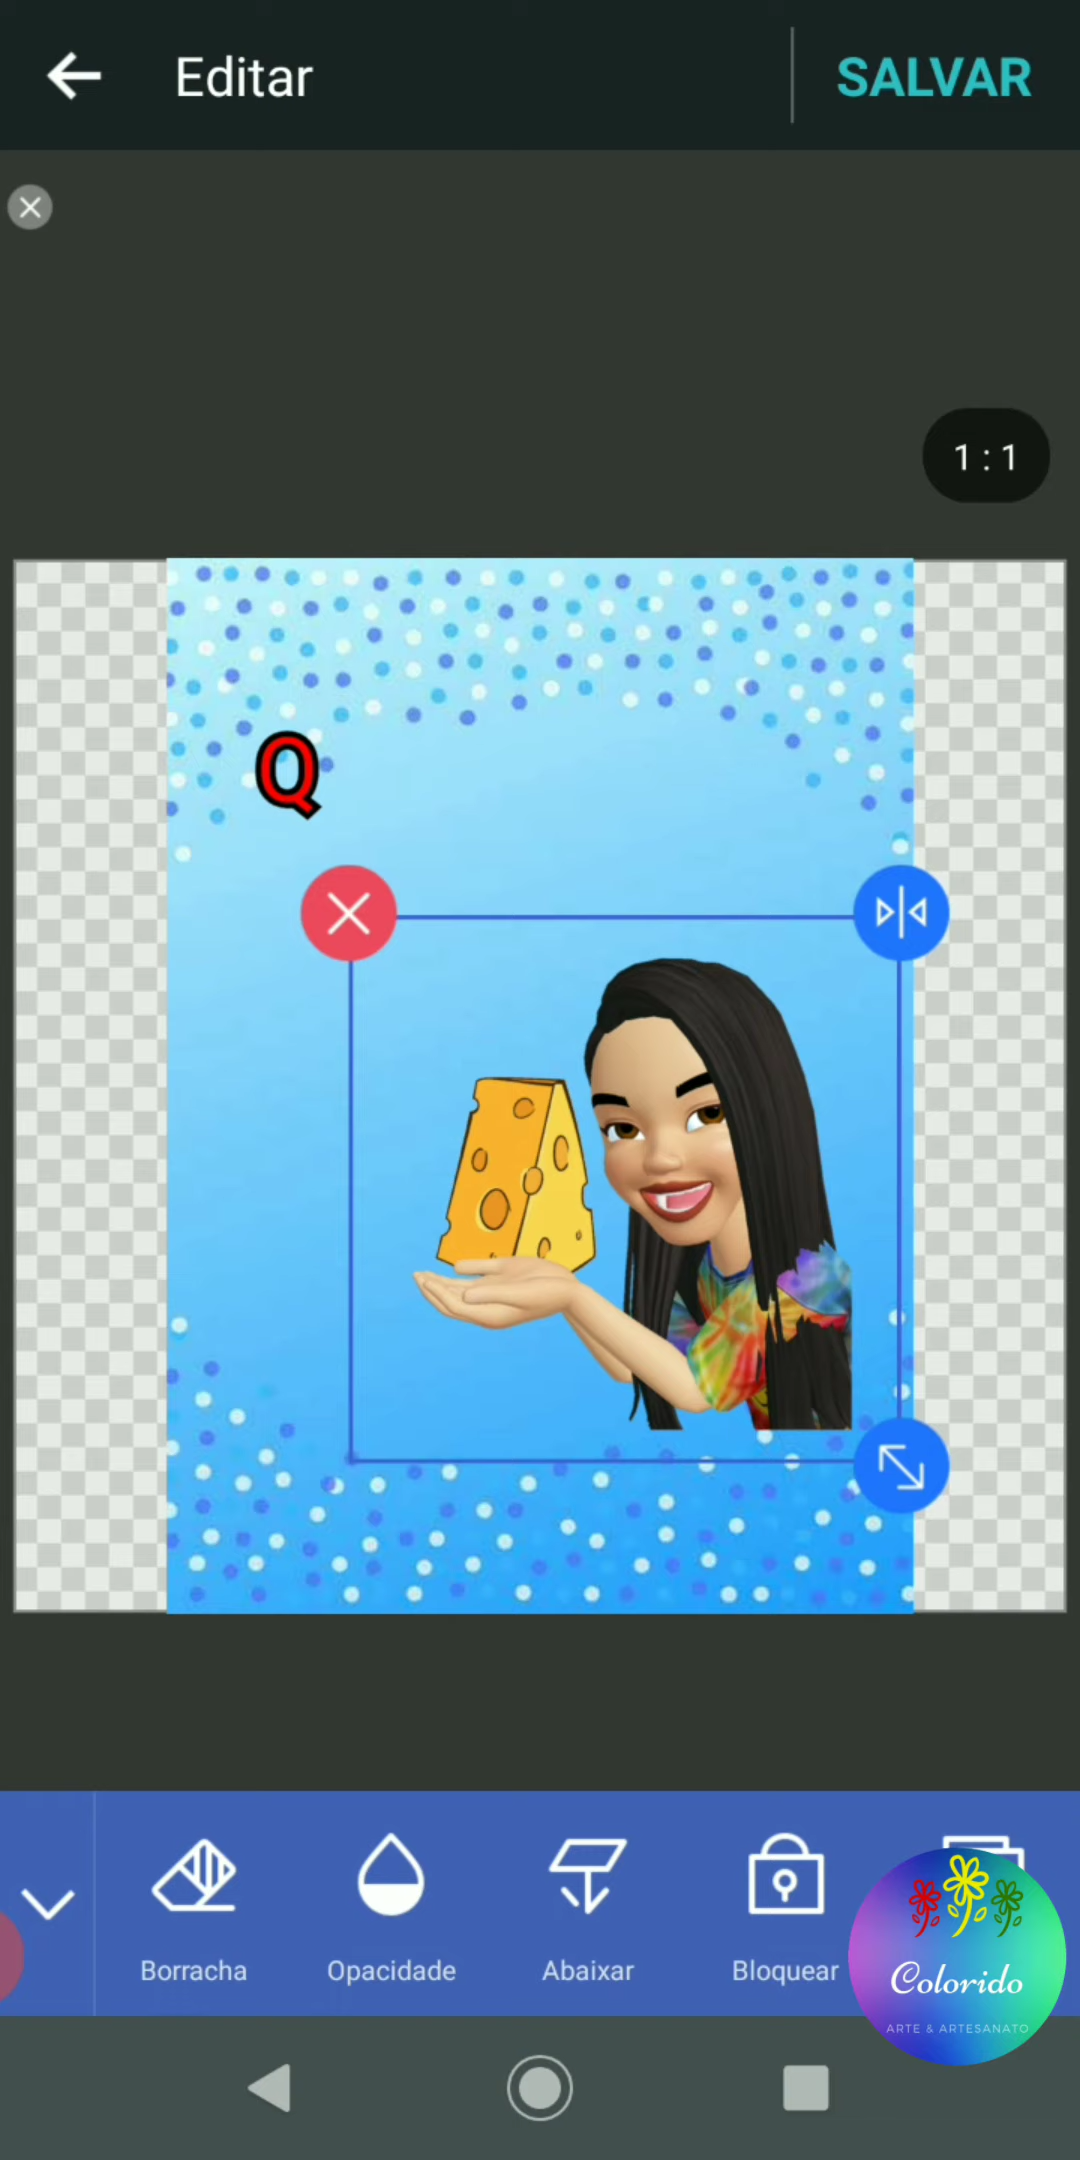 Editar
SALVAR
1 : 1
Q
Borracha
Opacidade
Abaixar
Bloquear
Colorido
ARTE & ARTESANATO